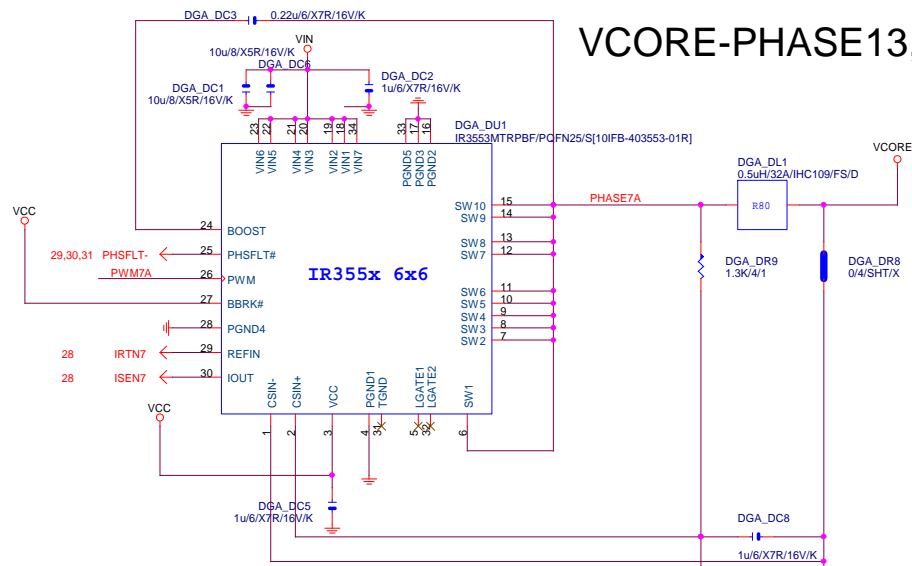 DGA_DC3 0.22u/6/X7R/16V/K
VCORE-PHASE13,
VIN
10u/8/X5R/16V/K
DGA_DC6
DGA_DC1
10u/8/X5R/16V/K
DGA_DC2
1u/6/X7R/16V/K
DGA_DU1
IR3553MTRPBF/PQFN25/S[10IFB-403553-01R]
23 22 21 20 19 18 34 33 17 16
VIN6 VIN5 VIN4 VIN3 VIN2 VIN1 VIN7 PGND5 PGND3 PGND2
VCORE
DGA_DL1
0.5uH/32A/IHC109/FS/D
R80
PHASE7A
VCC
24 BOOST
29,30,31 PHSFLT- 25 PHSFLT#
PWM7A 26 PWM
27 BBRK#
28 PGND4
28 IRTN7 29 REFIN
28 ISEN7 30 IOUT
IR355x 6x6
SW10 15
SW9 14
SW8 13
SW7 12
SW6 11
SW5 10
SW4 9
SW3 8
SW2 7
DGA_DR9
1.3K/4/1
DGA_DR8
0/4/SHT/X
CSIN- CSIN+ VCC PGND1 TGND LGATE1 LGATE2 SW1
1 2 3 4 31 5 32 6
VCC
DGA_DC5
1u/6/X7R/16V/K
DGA_DC8
1u/6/X7R/16V/K